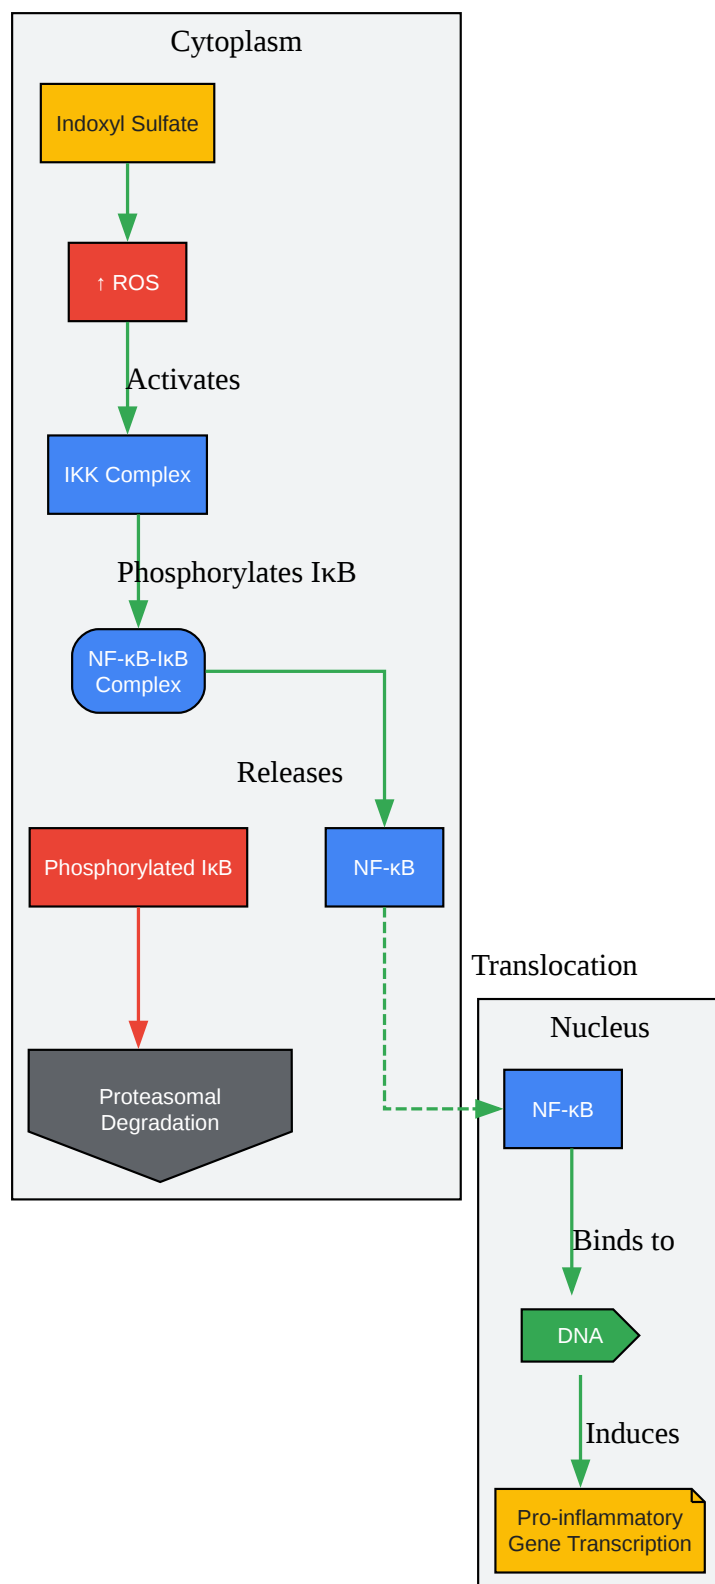 Cytoplasm
Indoxyl Sulfate
↑ ROS
Activates
IKK Complex
Phosphorylates IκB
NF-κB-IκB
Complex
Releases
Phosphorylated IκB
NF-κB
Translocation
Nucleus
Proteasomal
Degradation
NF-κB
Binds to
DNA
Induces
Pro-inflammatory
Gene Transcription